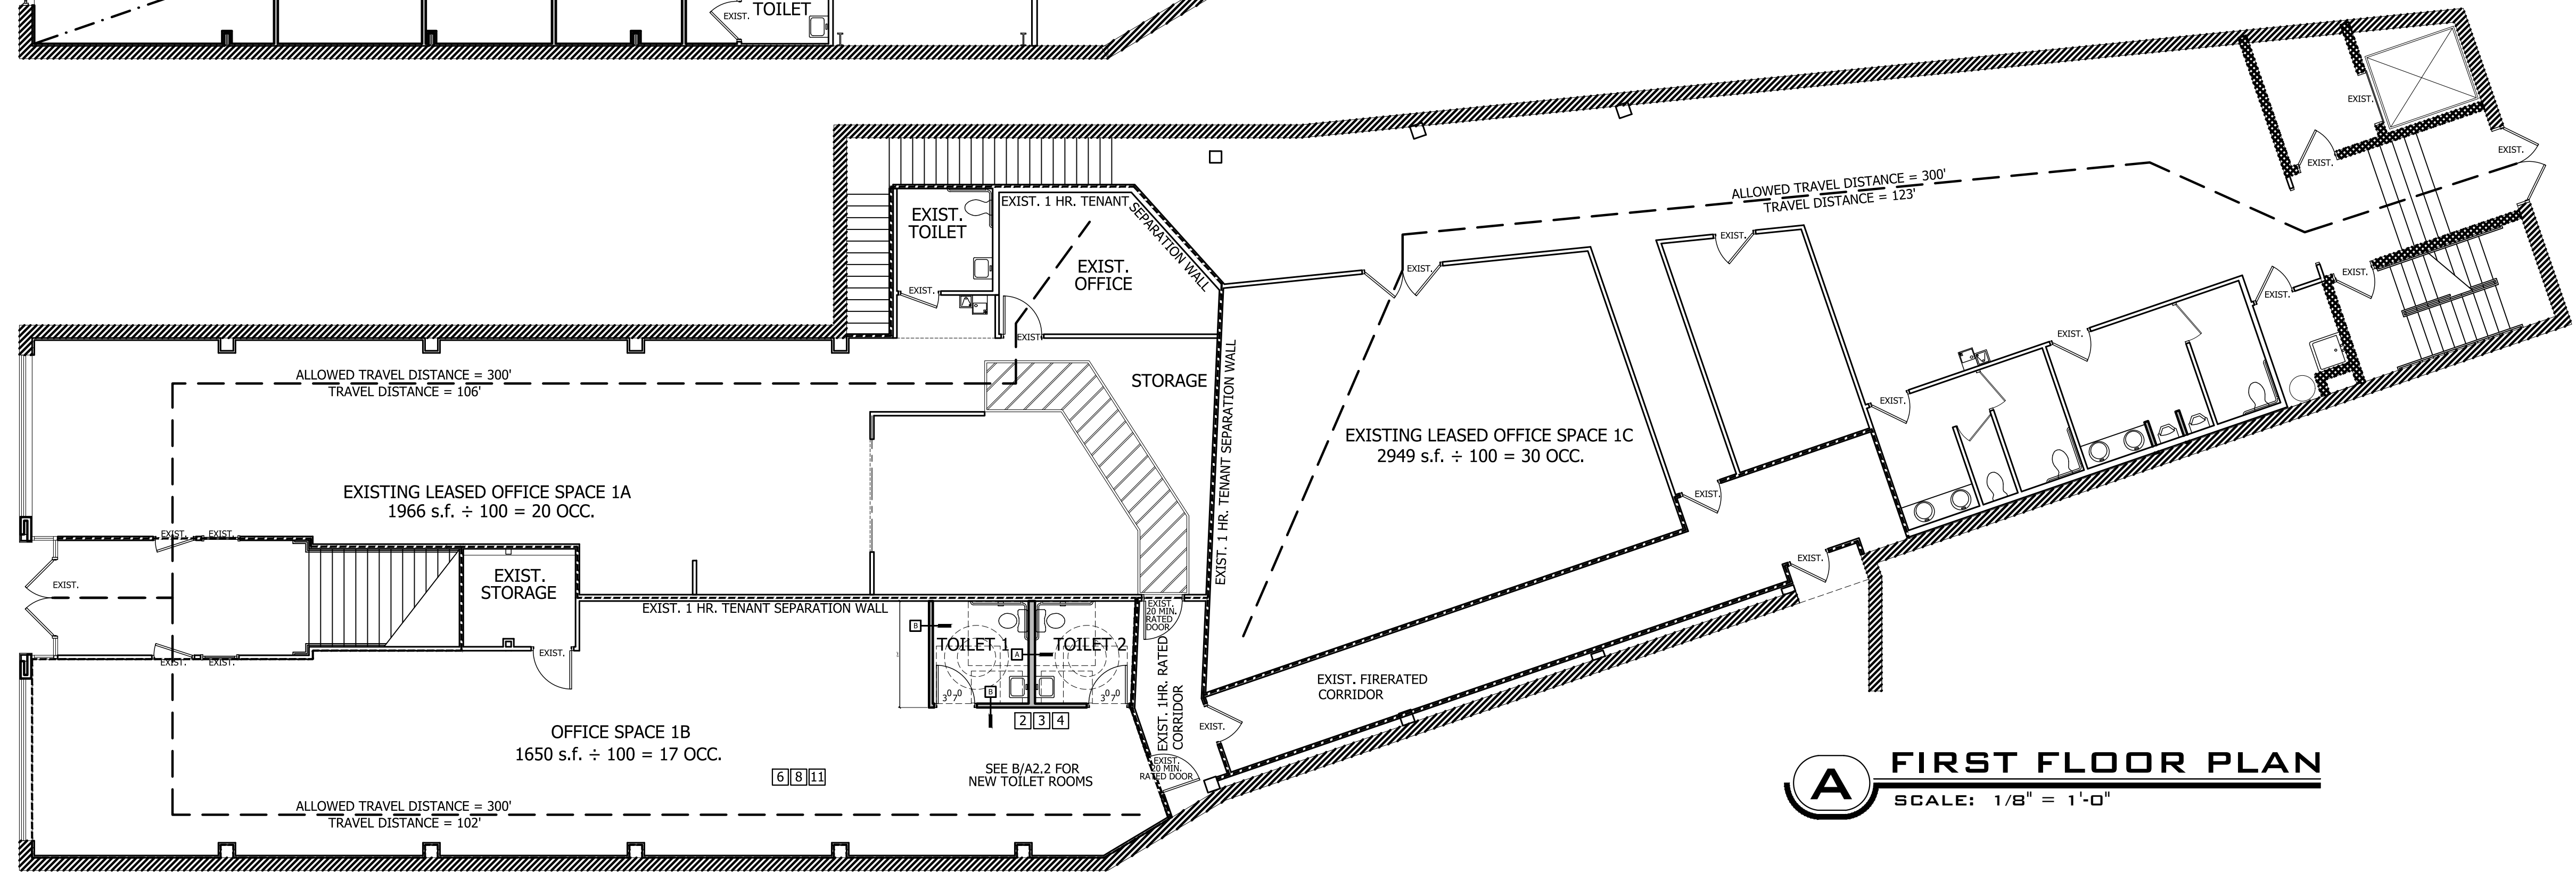 EXIST.
TOILET
EXIST.
EXIST.
EXIST.
EXIST.
ALLOWED TRAVEL DISTANCE = 300'
TRAVEL DISTANCE = 123'
EXIST. 1 HR. TENANT
SEPARATION WALL
EXIST.
TOILET
EXIST.
EXIST.
OFFICE
EXIST.
EXIST.
EXIST.
EXIST.
EXIST.
EXIST.
EXIST.
EXIST.
ALLOWED TRAVEL DISTANCE = 300'
TRAVEL DISTANCE = 106'
STORAGE
EXIST. 1 HR. TENANT SEPARATION WALL
EXISTING LEASED OFFICE SPACE 1C
2949 s.f. ÷ 100 = 30 OCC.
EXISTING LEASED OFFICE SPACE 1A
1966 s.f. ÷ 100 = 20 OCC.
EXIST.
EXIST.
EXIST.
EXIST.
EXIST.
EXIST.
STORAGE
EXIST. 1 HR. TENANT SEPARATION WALL
EXIST.
20 MIN.
RATED
DOOR
B
TOILET 1
A
TOILET 2
EXIST.
EXIST.
EXIST.
EXIST. 1HR. RATED
CORRIDOR
EXIST. FIRERATED
CORRIDOR
3⁰7⁰
B
3⁰7⁰
2 3 4
EXIST.
OFFICE SPACE 1B
1650 s.f. ÷ 100 = 17 OCC.
6 8 11
SEE B/A2.2 FOR
NEW TOILET ROOMS
EXIST.
20 MIN.
RATED DOOR
ALLOWED TRAVEL DISTANCE = 300'
TRAVEL DISTANCE = 102'
A
FIRST FLOOR PLAN
SCALE: 1/8" = 1'-0"